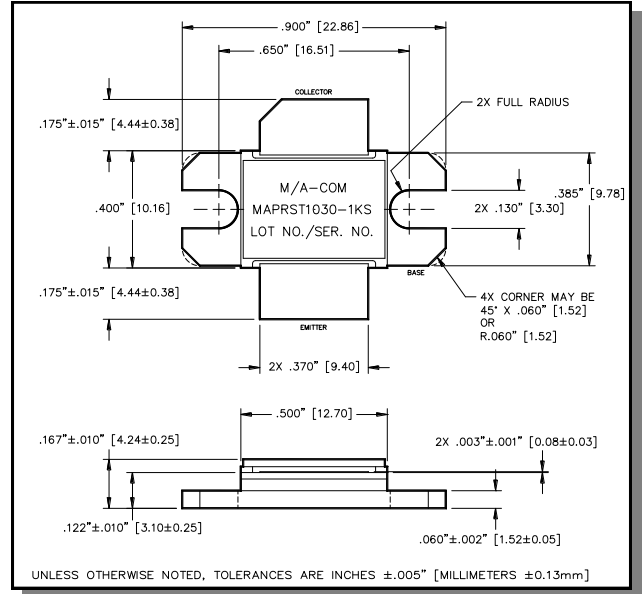 .900" [22.86]
.650" [16.51]
COLLECTOR
2X FULL RADIUS
.175"±.015" [4.44±0.38]
M/A-COM
MAPRST1030-1KS
LOT NO./SER. NO.
.400" [10.16]
2X .130" [3.30]
.385" [9.78]
.175"±.015" [4.44±0.38]
BASE
EMITTER
4X CORNER MAY BE
45° X .060" [1.52]
OR
R.060" [1.52]
2X .370" [9.40]
.500" [12.70]
.167"±.010" [4.24±0.25]
2X .003"±.001" [0.08±0.03]
.122"±.010" [3.10±0.25]
.060"±.002" [1.52±0.05]
UNLESS OTHERWISE NOTED, TOLERANCES ARE INCHES ±.005" [MILLIMETERS ±0.13mm]